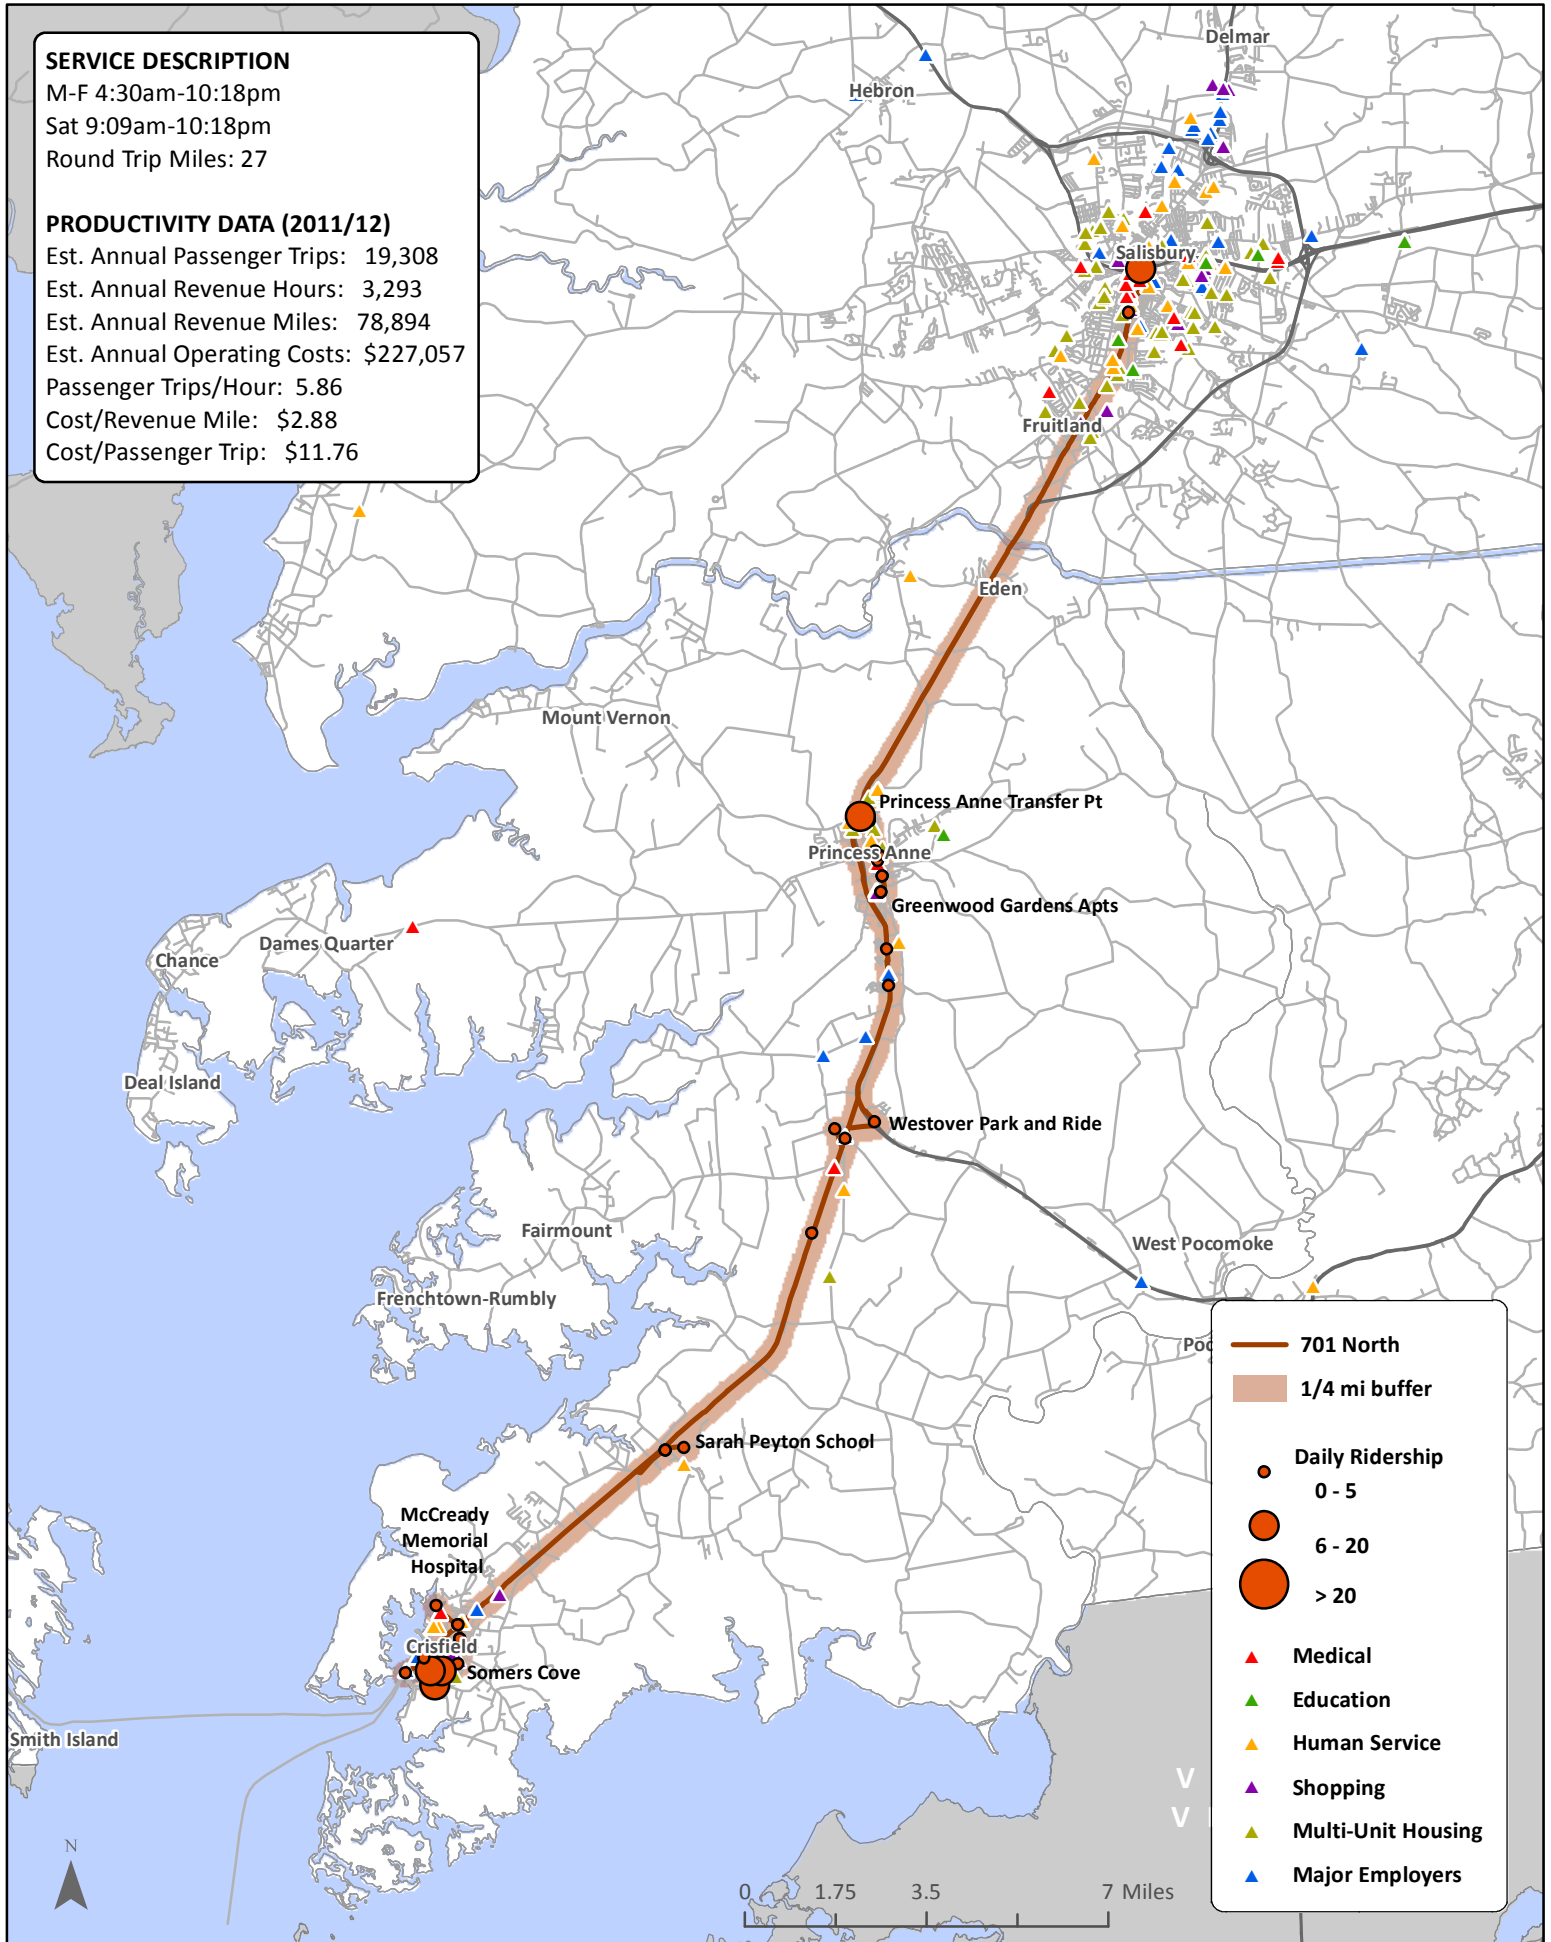 SERVICE DESCRIPTION
M-F 4:30am-10:18pm
Sat 9:09am-10:18pm
Round Trip Miles: 27
PRODUCTIVITY DATA (2011/12)
Est. Annual Passenger Trips: 19,308
Est. Annual Revenue Hours: 3,293
Est. Annual Revenue Miles: 78,894
Est. Annual Operating Costs: $227,057
Passenger Trips/Hour: 5.86
Cost/Revenue Mile: $2.88
Cost/Passenger Trip: $11.76
Delmar
Hebron
Salisbury
Fruitland
Eden
Mount Vernon
Princess Anne Transfer Pt
Princess Anne
Greenwood Gardens Apts
Dames Quarter
Chance
Deal Island
Westover Park and Ride
Fairmount
West Pocomoke
Frenchtown-Rumbly
Poc
Sarah Peyton School
McCready
Memorial
Hospital
Crisfield
Somers Cove
Smith Island
701 North
1/4 mi buffer
Daily Ridership
0 - 5
6 - 20
> 20
Medical
Education
Human Service
Shopping
Multi-Unit Housing
Major Employers
V
V
N
0 1.75 3.5 7 Miles